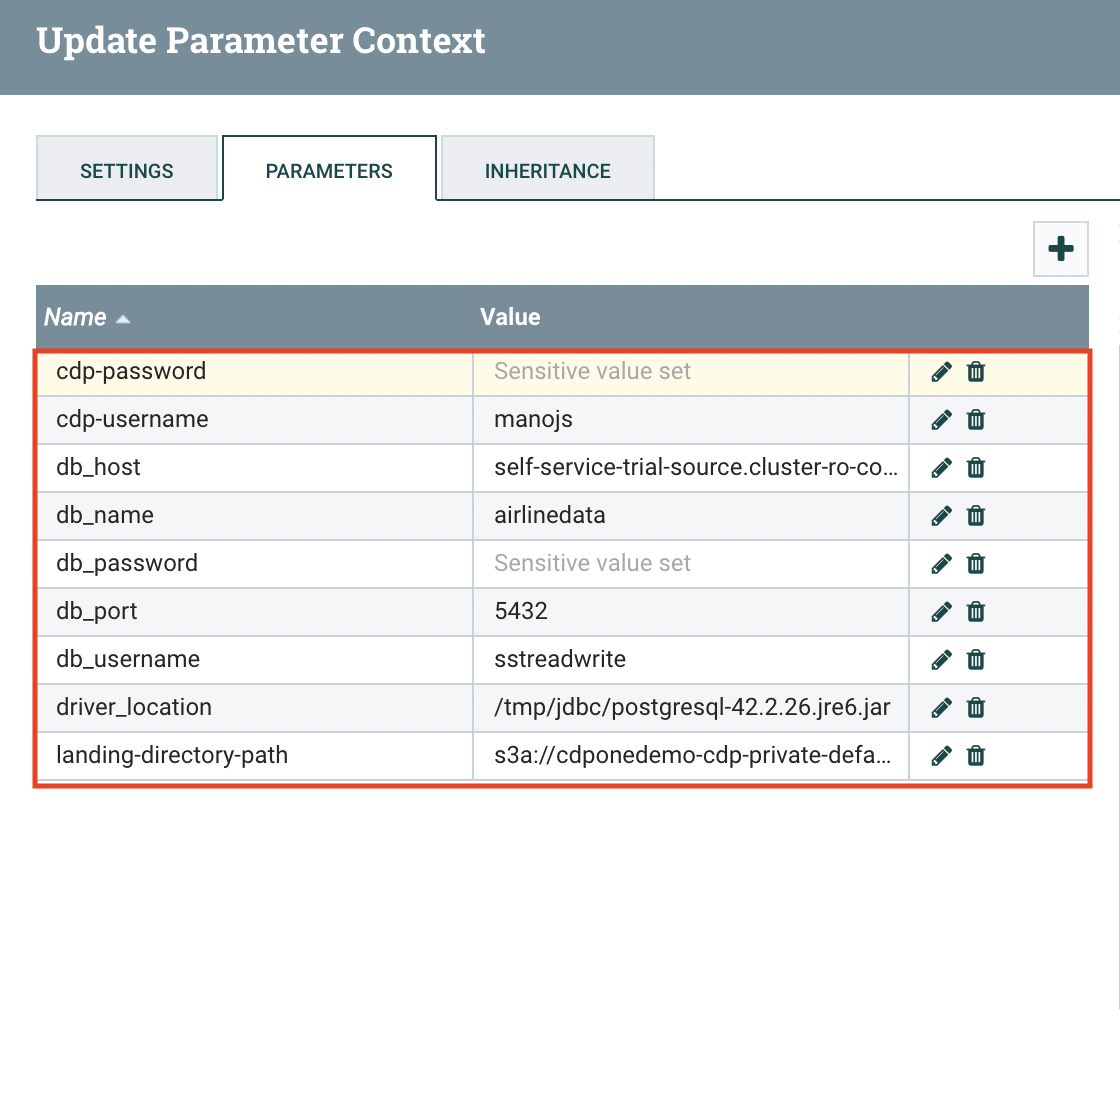 Update Parameter Context
SETTINGS PARAMETERS INHERITANCE
Name Value
cdp-password Sensitive value set
cdp-username manojs
db_host self-service-trial-source.cluster-ro-co...
db_name airlinedata
db_password Sensitive value set
db_port 5432
db_username sstreadwrite
driver_location /tmp/jdbc/postgresql-42.2.26.jre6.jar
landing-directory-path s3a://cdponedemo-cdp-private-defa...